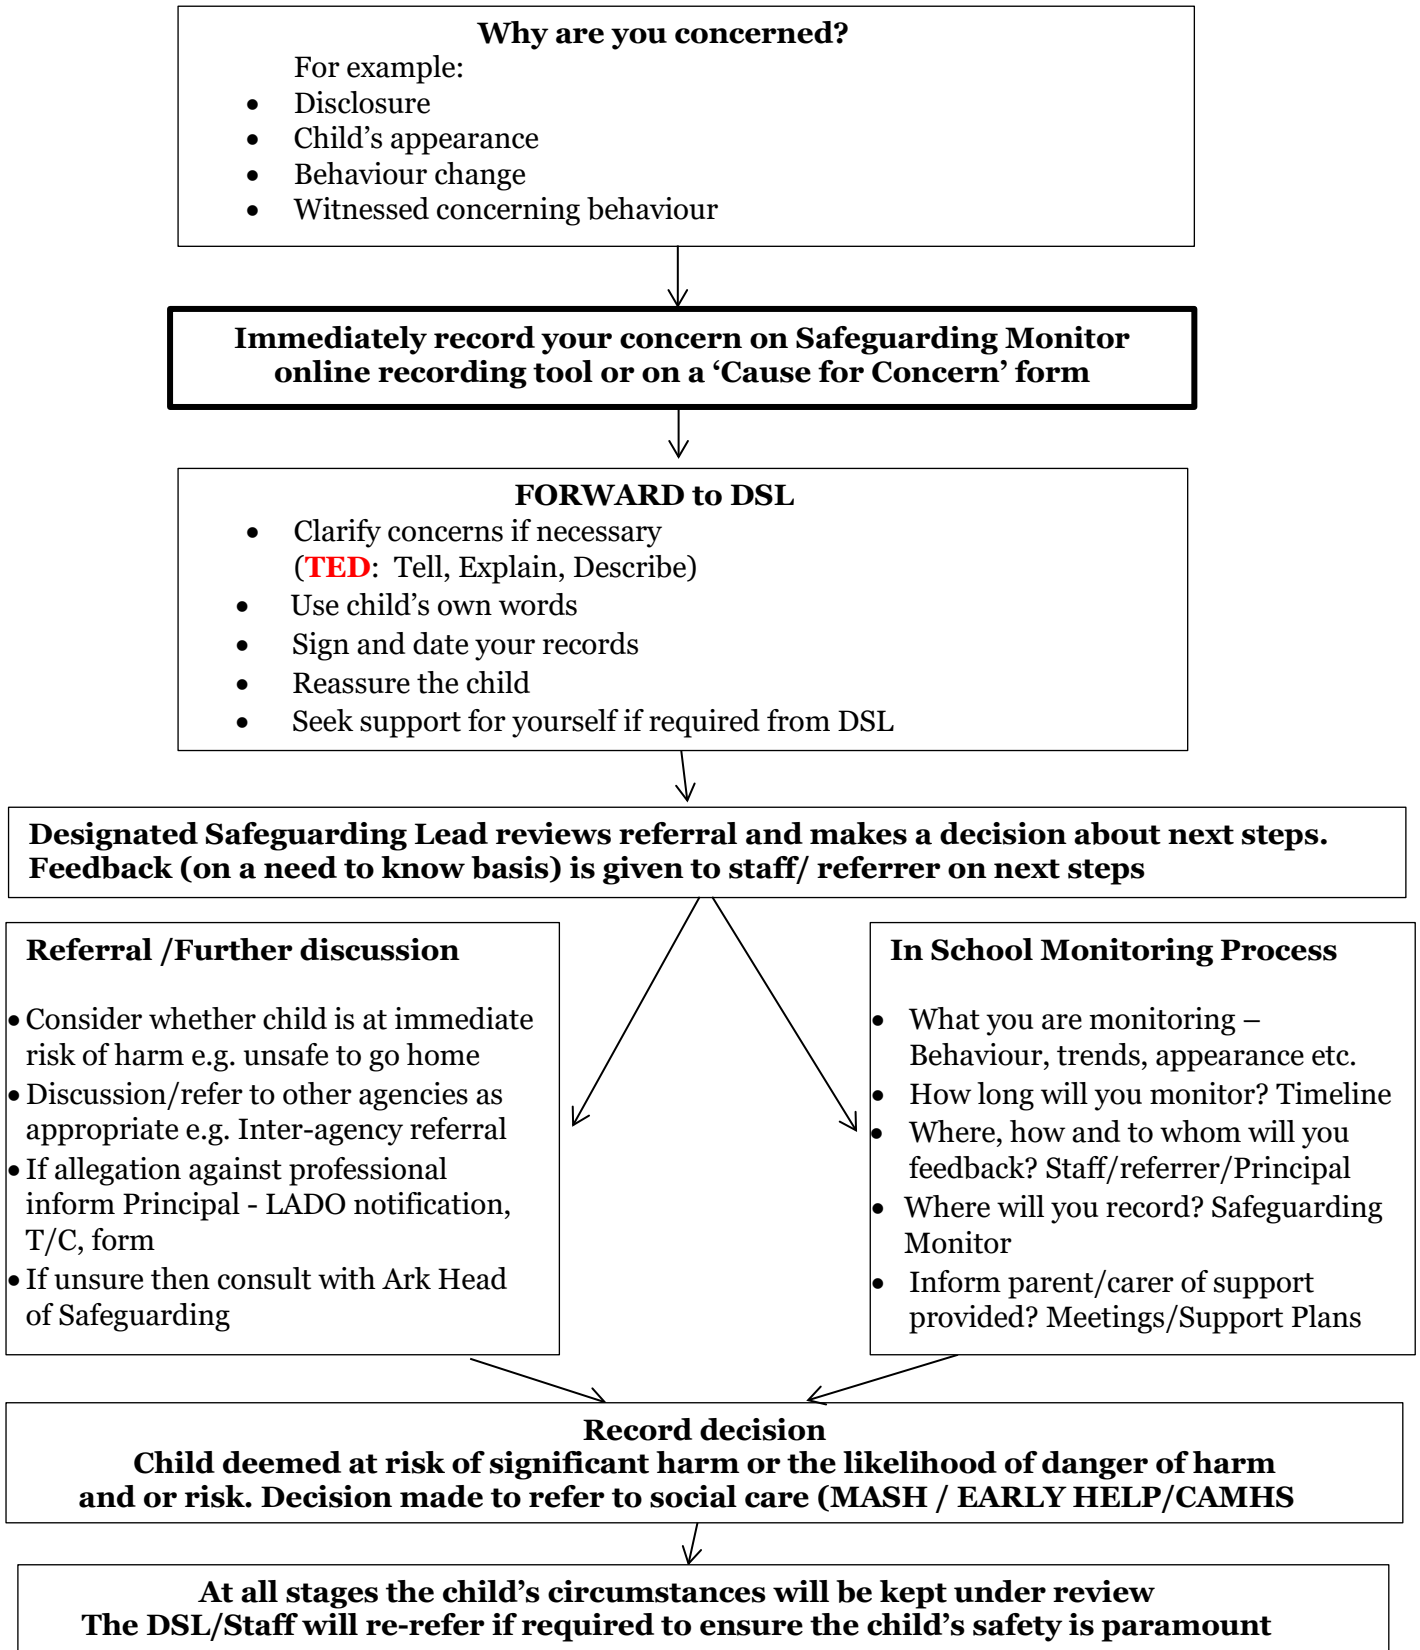 Why are you concerned?
For example:
• Disclosure
• Child’s appearance
• Behaviour change
• Witnessed concerning behaviour
Immediately record your concern on Safeguarding Monitor
online recording tool or on a ‘Cause for Concern’ form
FORWARD to DSL
• Clarify concerns if necessary
(TED:  Tell, Explain, Describe)
• Use child’s own words
• Sign and date your records
• Reassure the child
• Seek support for yourself if required from DSL
Designated Safeguarding Lead reviews referral and makes a decision about next steps.
Feedback (on a need to know basis) is given to staff/ referrer on next steps
Referral /Further discussion
• Consider whether child is at immediate
risk of harm e.g. unsafe to go home
• Discussion/refer to other agencies as
appropriate e.g. Inter-agency referral
• If allegation against professional
inform Principal - LADO notification,
T/C, form
• If unsure then consult with Ark Head
of Safeguarding
In School Monitoring Process
• What you are monitoring –
Behaviour, trends, appearance etc.
• How long will you monitor? Timeline
• Where, how and to whom will you
feedback? Staff/referrer/Principal
• Where will you record? Safeguarding
Monitor
• Inform parent/carer of support
provided? Meetings/Support Plans
Record decision
Child deemed at risk of significant harm or the likelihood of danger of harm
and or risk. Decision made to refer to social care (MASH / EARLY HELP/CAMHS
At all stages the child’s circumstances will be kept under review
The DSL/Staff will re-refer if required to ensure the child’s safety is paramount